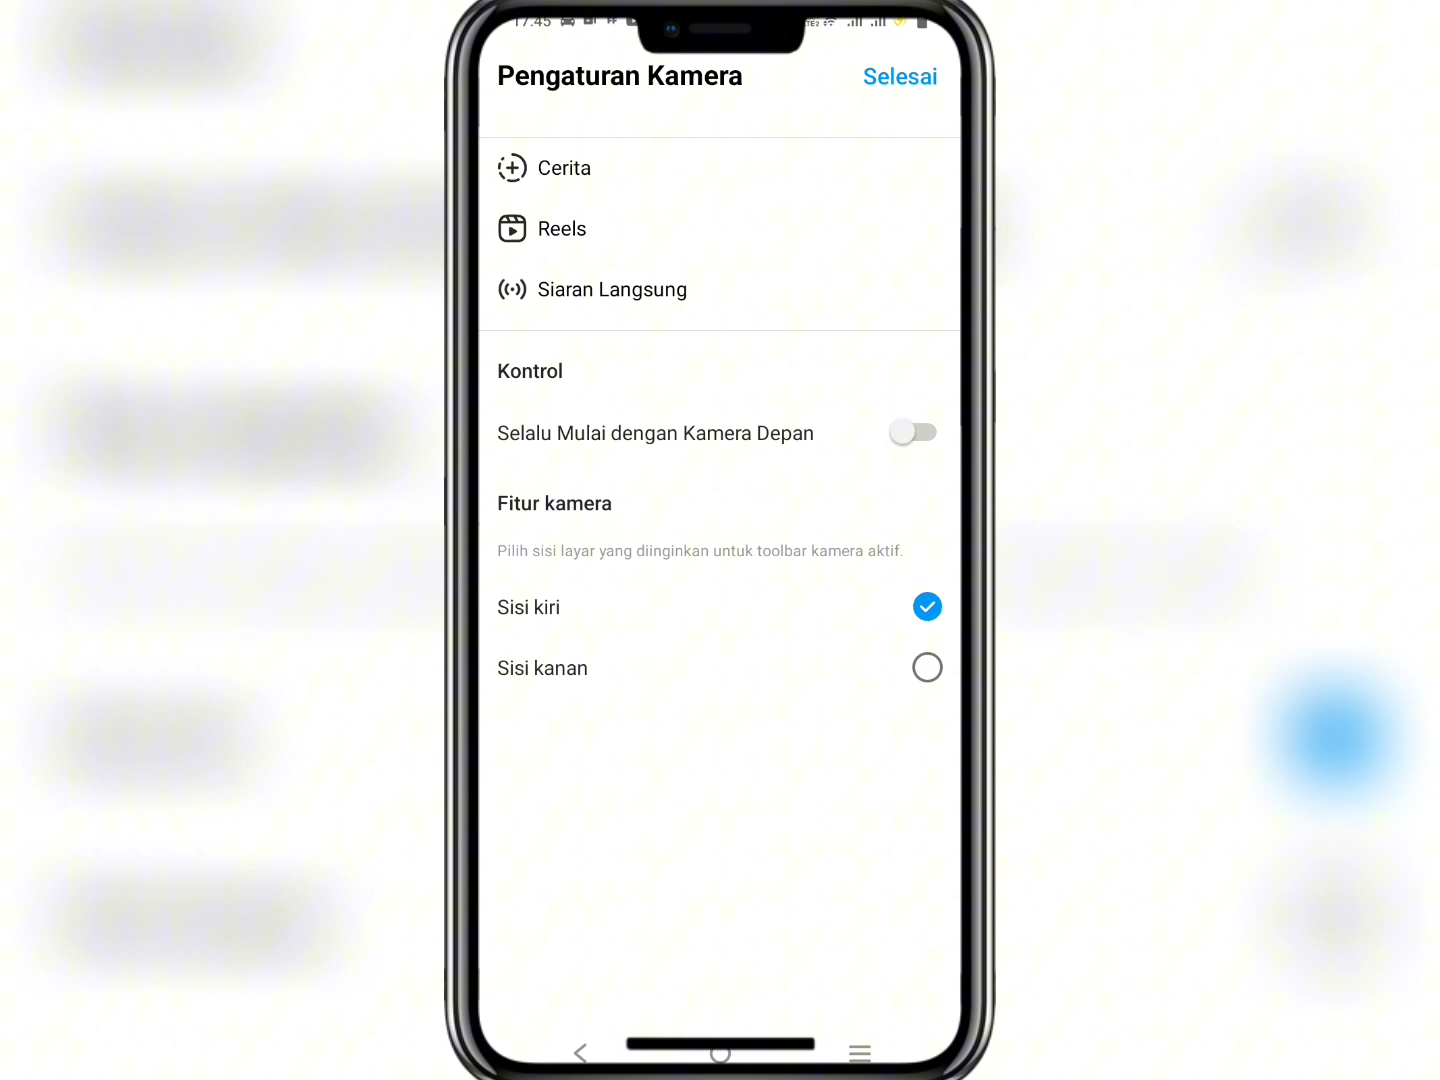 17.45
Pengaturan Kamera
Selesai
Cerita
Reels
Siaran Langsung
Kontrol
Selalu Mulai dengan Kamera Depan
Fitur kamera
Pilih sisi layar yang diinginkan untuk toolbar kamera aktif.
Sisi kiri
Sisi kanan